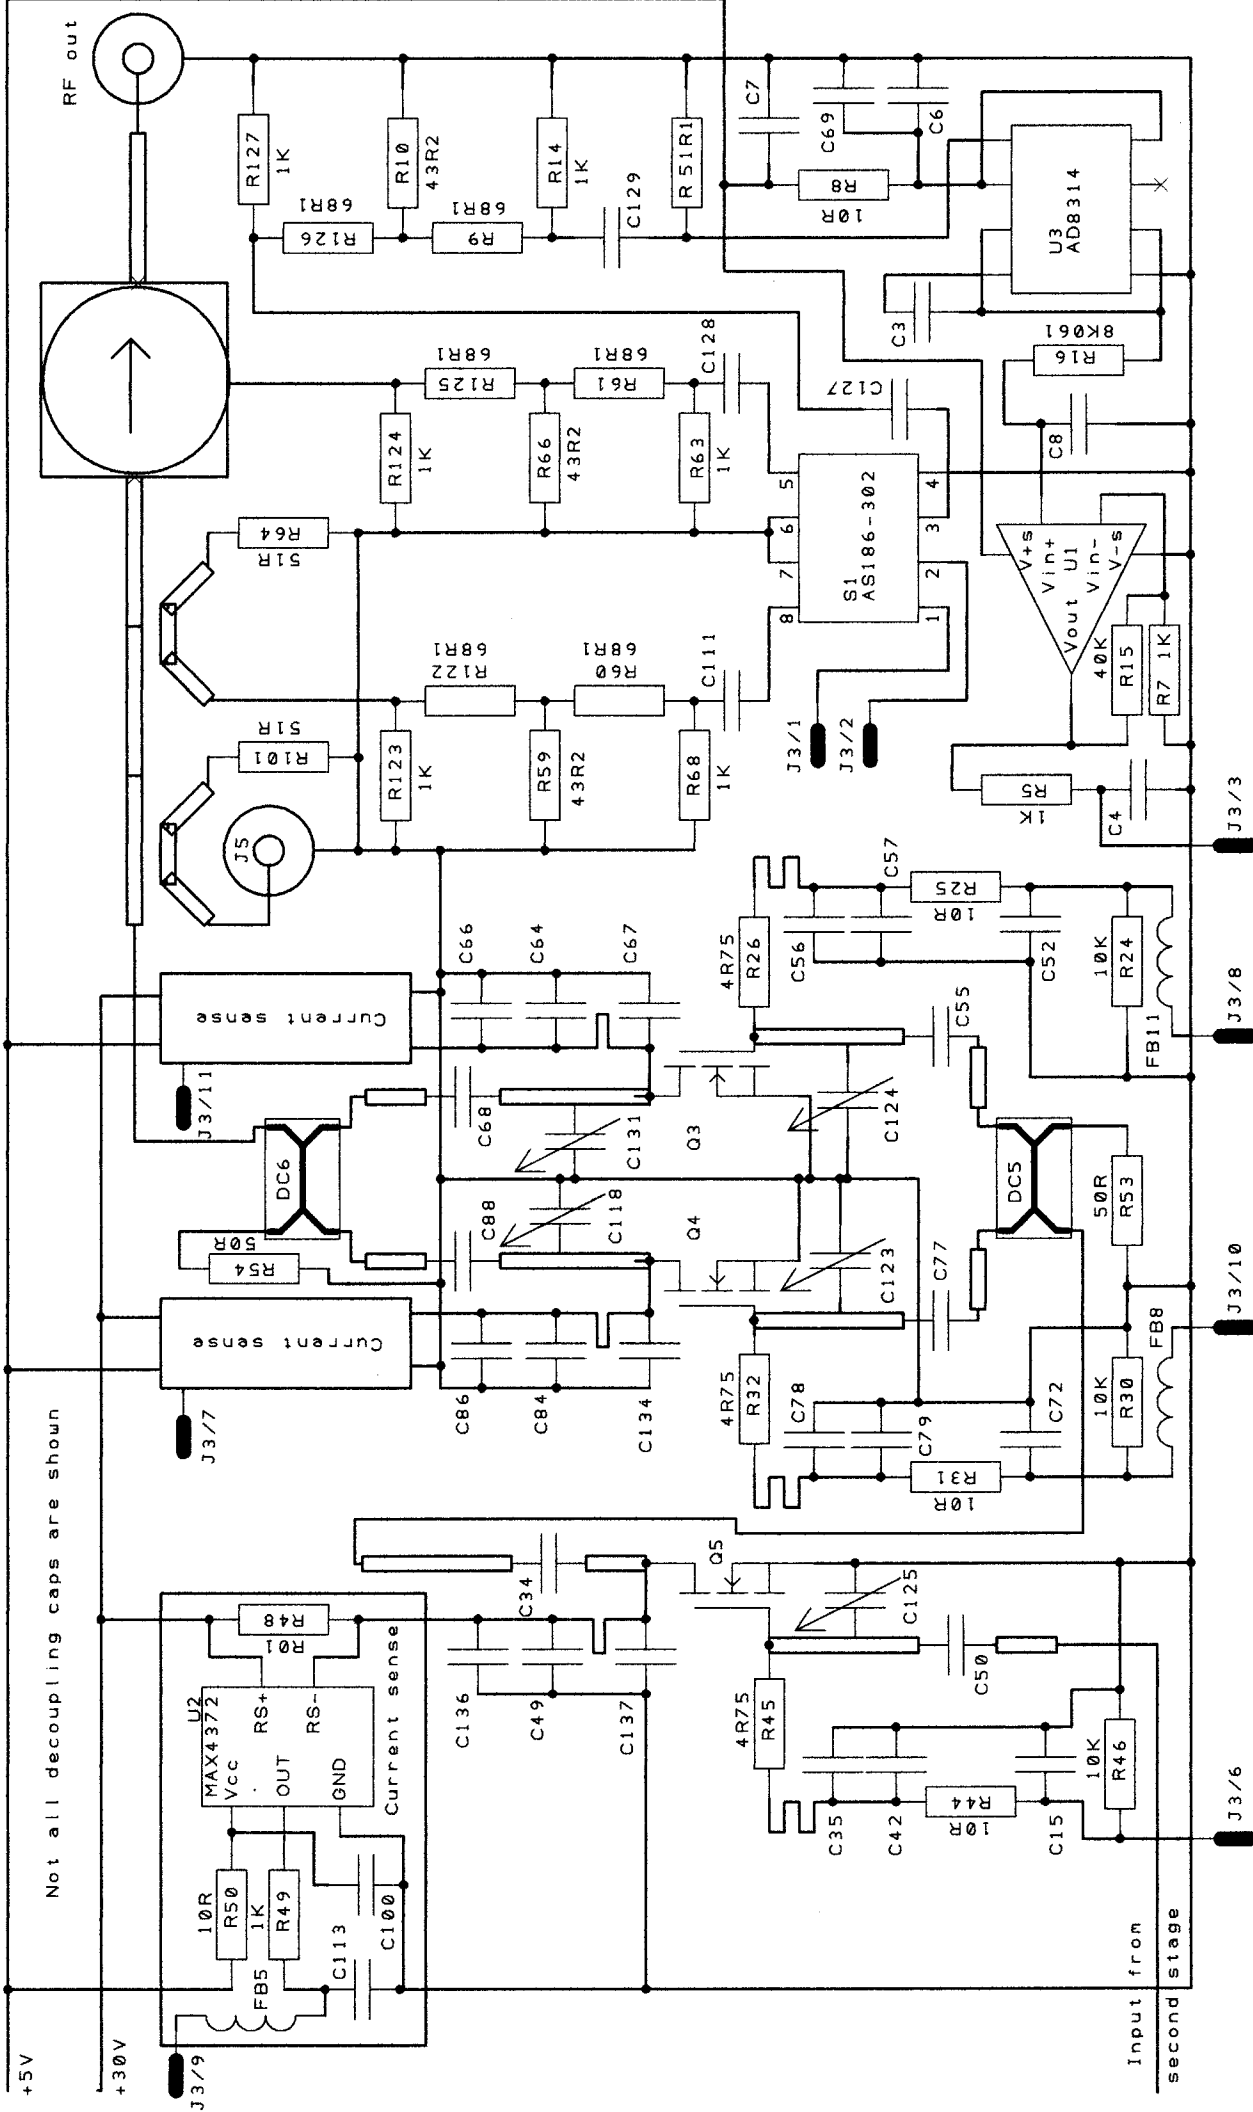 +5V
Not all decoupling caps are shown
+30V
J3/9
FB5
10R
R50
1K
R49
C113
C100
U2
MAX4372
Vcc
OUT
GND
RS+
RS-
R48
R01
Current sense
C136
C49
C137
C34
Q5
4R75
R45
C125
C50
C35
C42
R44
10R
C15
10K
R46
J3/6
Input from
second stage
J3/7
Current sense
R54
50R
DC6
J3/11
Current sense
C86
C84
C134
C88
C118
C68
C131
C66
C64
C67
Q4
Q3
4R75
R32
C78
C79
R31
10R
C72
10K
R30
FB8
J3/10
C123
C77
C124
C55
DC5
50R
R53
4R75
R26
C56
C57
R25
10R
C52
10K
R24
FB11
J3/8
J5
R101
51R
R64
51R
R123
1K
R122
68R1
R59
43R2
R60
68R1
R68
1K
C111
R124
1K
R125
68R1
R66
43R2
R61
68R1
R63
1K
C128
J3/1
J3/2
S1
AS186-302
8
7
6
5
1
2
3
4
C127
RF out
R127
1K
R126
68R1
R10
43R2
R9
68R1
R14
1K
C129
R 51R1
C7
R8
10R
C69
C6
U3
AD8314
C3
R16
8K061
C8
V+s
Vin+
U1
Vin-
V-s
Vout
40K
R15
R7 1K
R5
1K
C4
J3/3